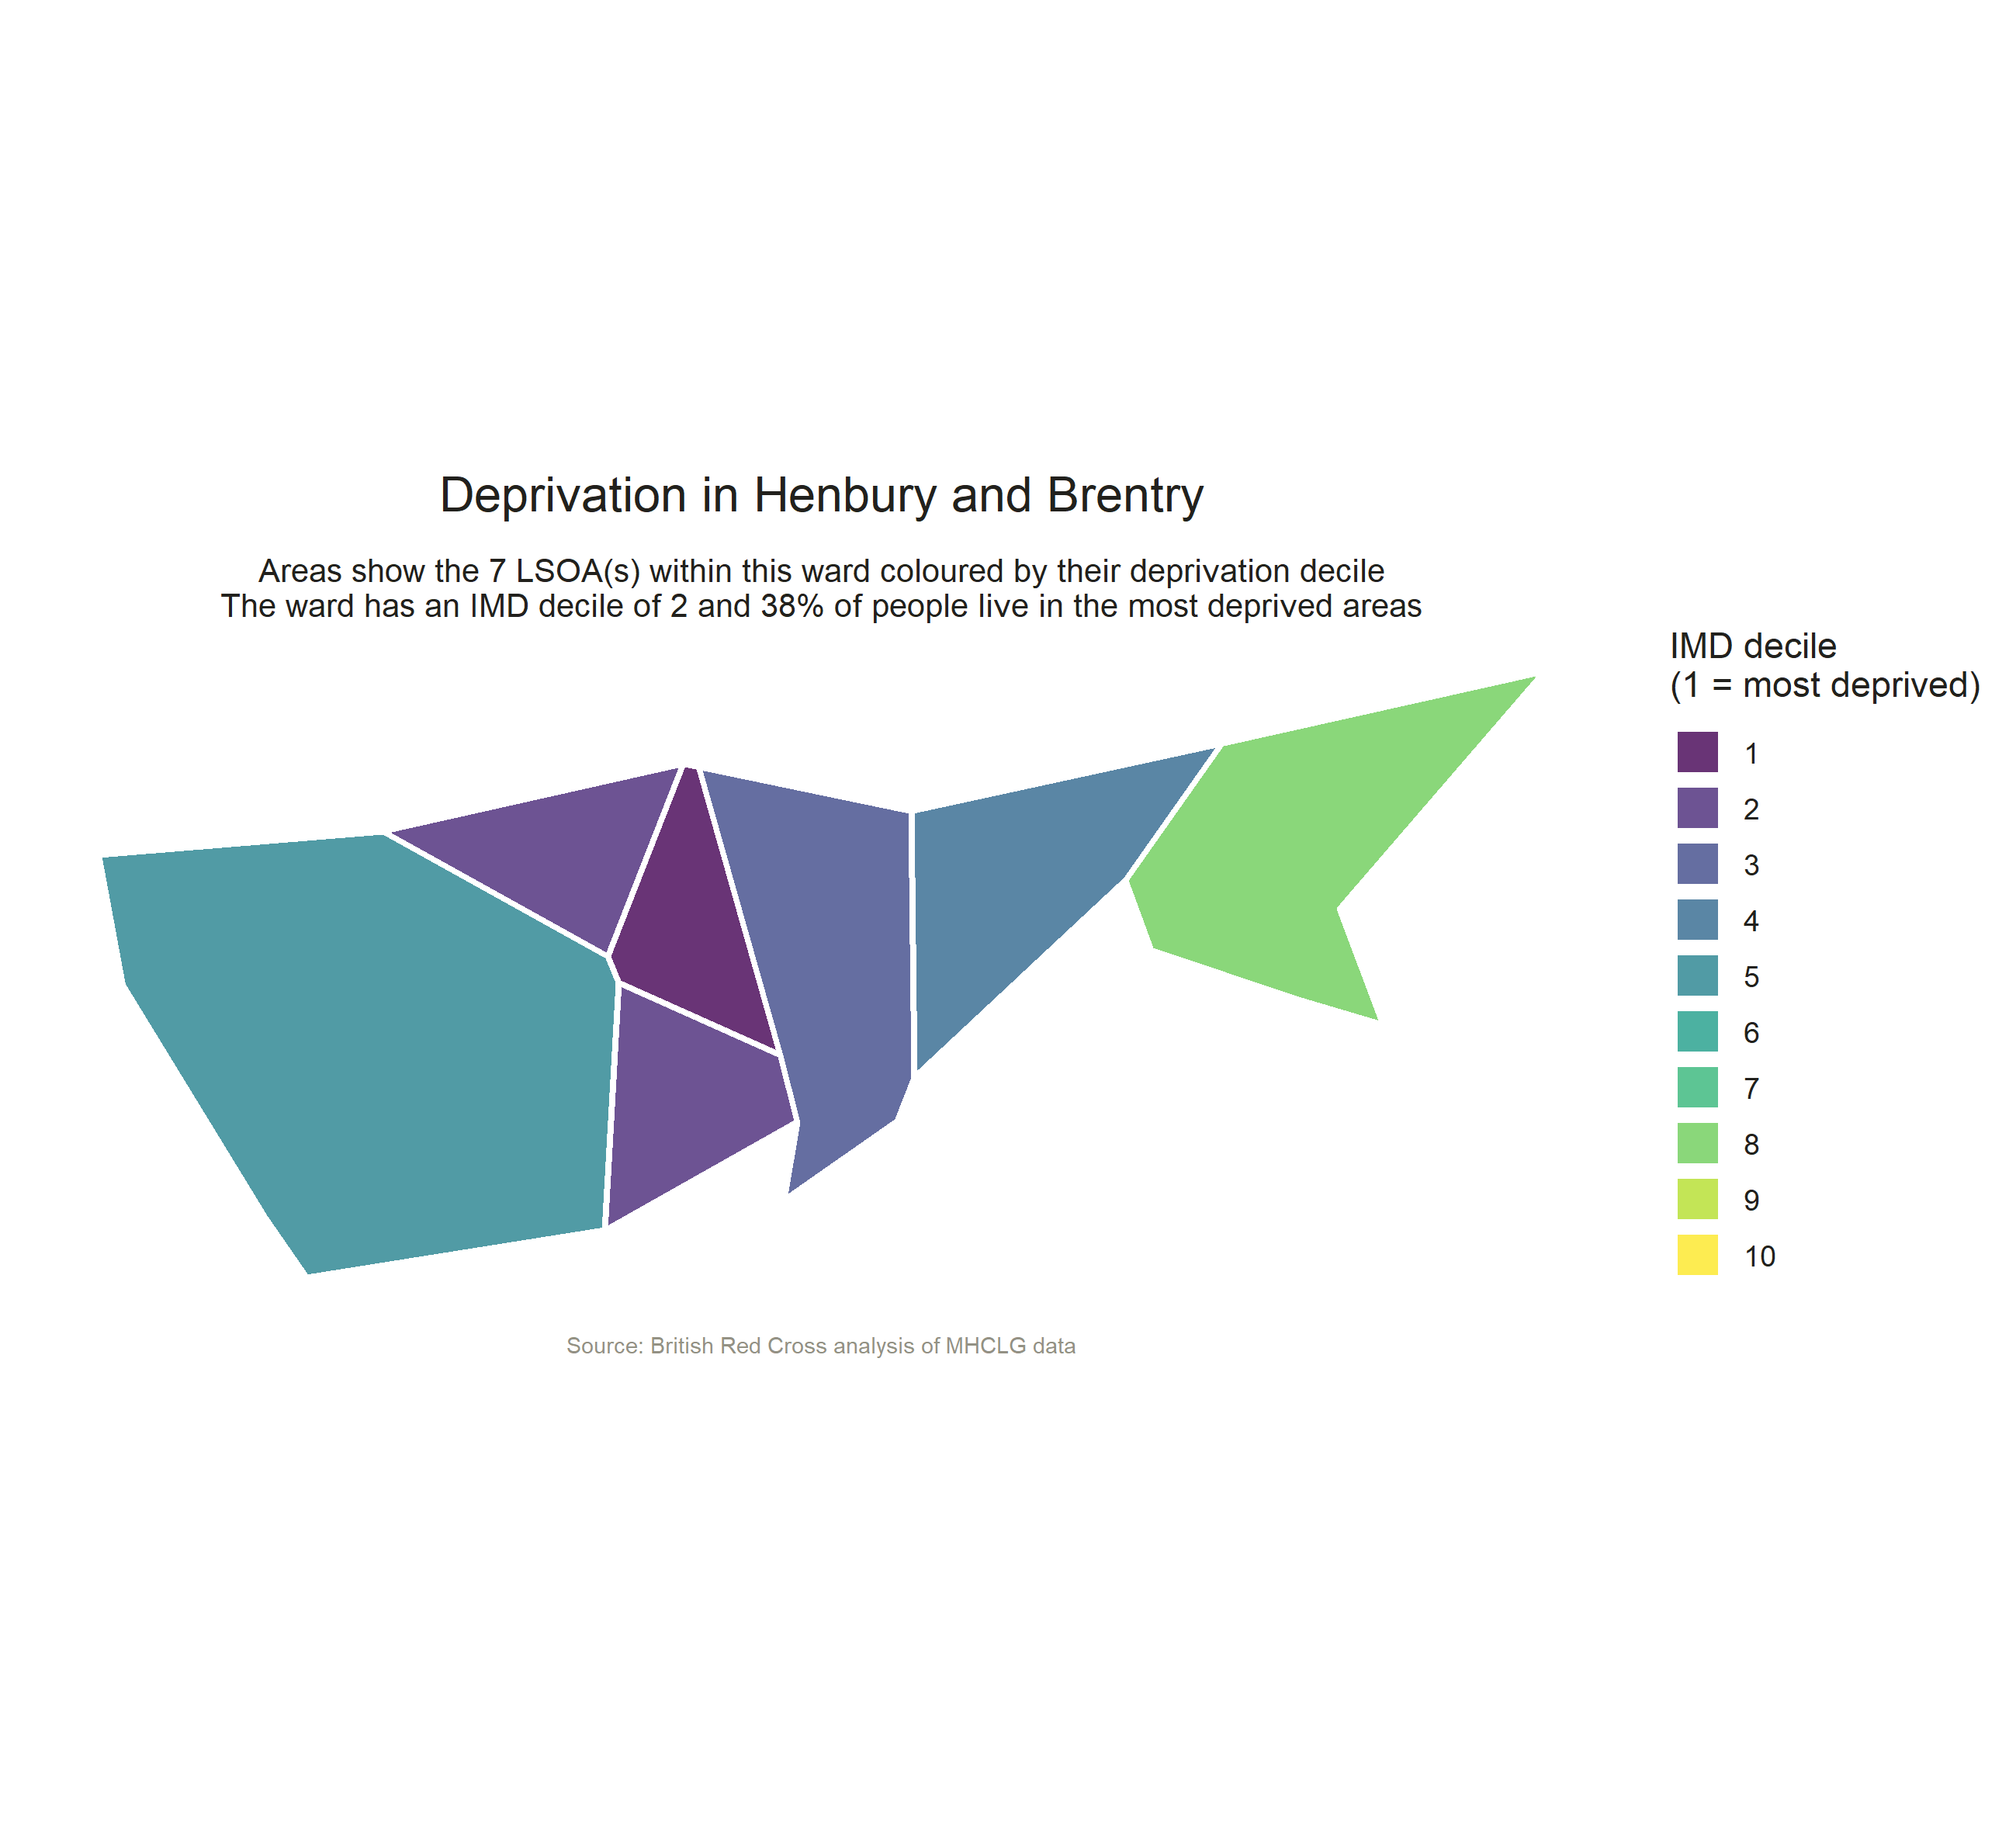 Deprivation in Henbury and Brentry
Areas show the 7 LSOA(s) within this ward coloured by their deprivation decile
The ward has an IMD decile of 2 and 38% of people live in the most deprived areas
IMD decile
(1 = most deprived)
1
2
3
4
5
6
7
8
9
10
Source: British Red Cross analysis of MHCLG data